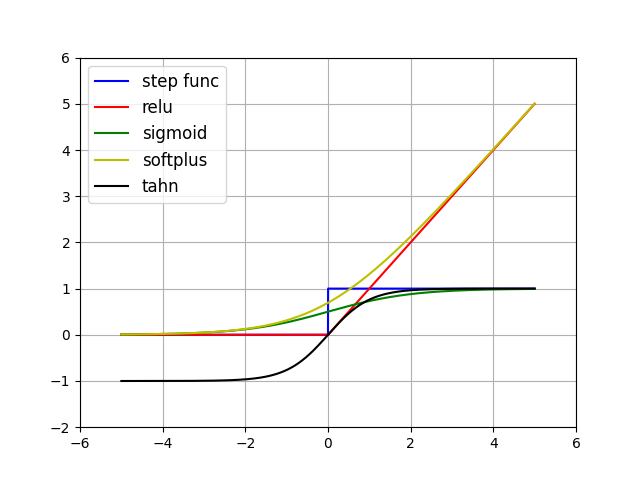 6
5
4
3
2
1
0
−1
−2
step func
relu
sigmoid
softplus
tahn
−6 −4 −2 0 2 4 6